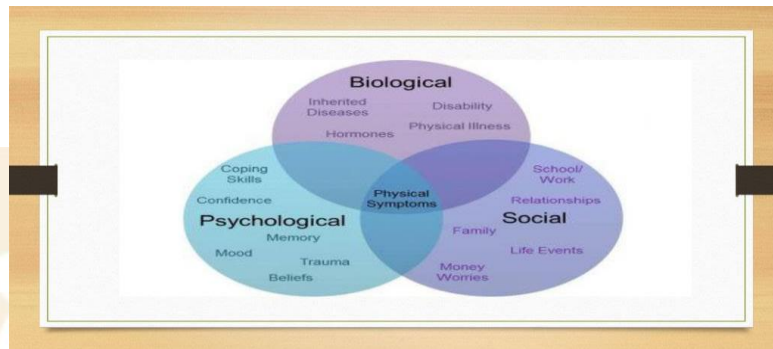 Biological
Inherited
Diseases
Disability
Hormones
Physical Illness
Coping
Skills
Confidence
Psychological
Memory
Mood
Trauma
Beliefs
Physical
Symptoms
School/
Work
Relationships
Social
Family
Life Events
Money
Worries